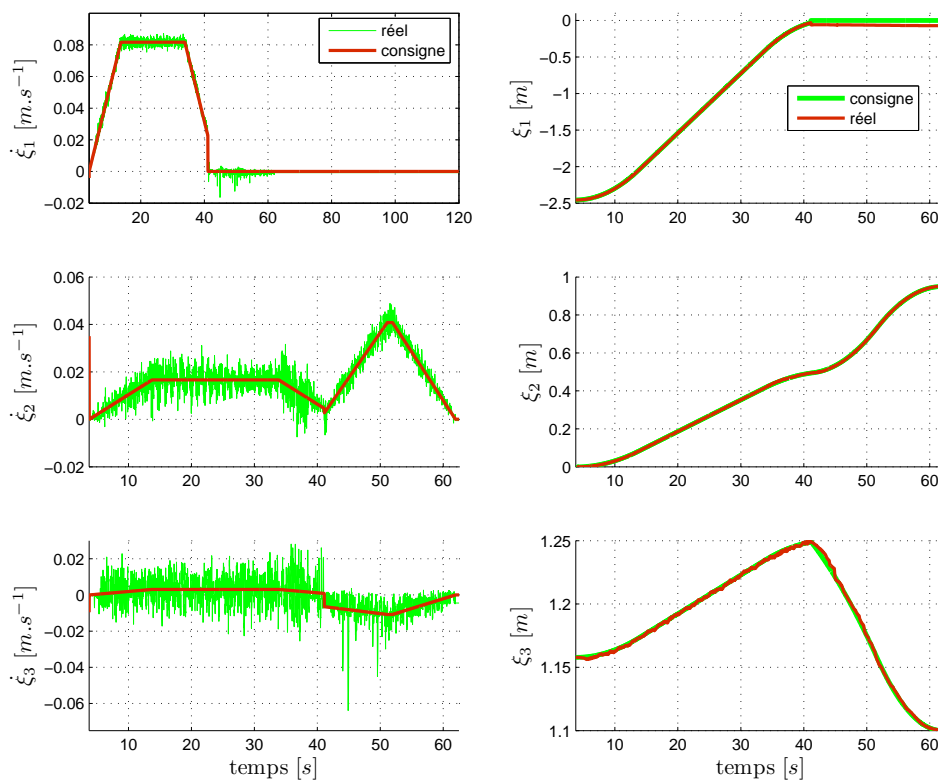 0.08
0.06
0.04
0.02
0
−0.02
20 40 60 80 100 120
ξ̇₁ [m.s⁻¹]
réel
consigne
0
−0.5
−1
−1.5
−2
−2.5
10 20 30 40 50 60
ξ₁ [m]
consigne
réel
0.06
0.04
0.02
0
−0.02
10 20 30 40 50 60
ξ̇₂ [m.s⁻¹]
1
0.8
0.6
0.4
0.2
0
10 20 30 40 50 60
ξ₂ [m]
0.02
0
−0.02
−0.04
−0.06
10 20 30 40 50 60
ξ̇₃ [m.s⁻¹]
temps [s]
1.25
1.2
1.15
1.1
10 20 30 40 50 60
ξ₃ [m]
temps [s]